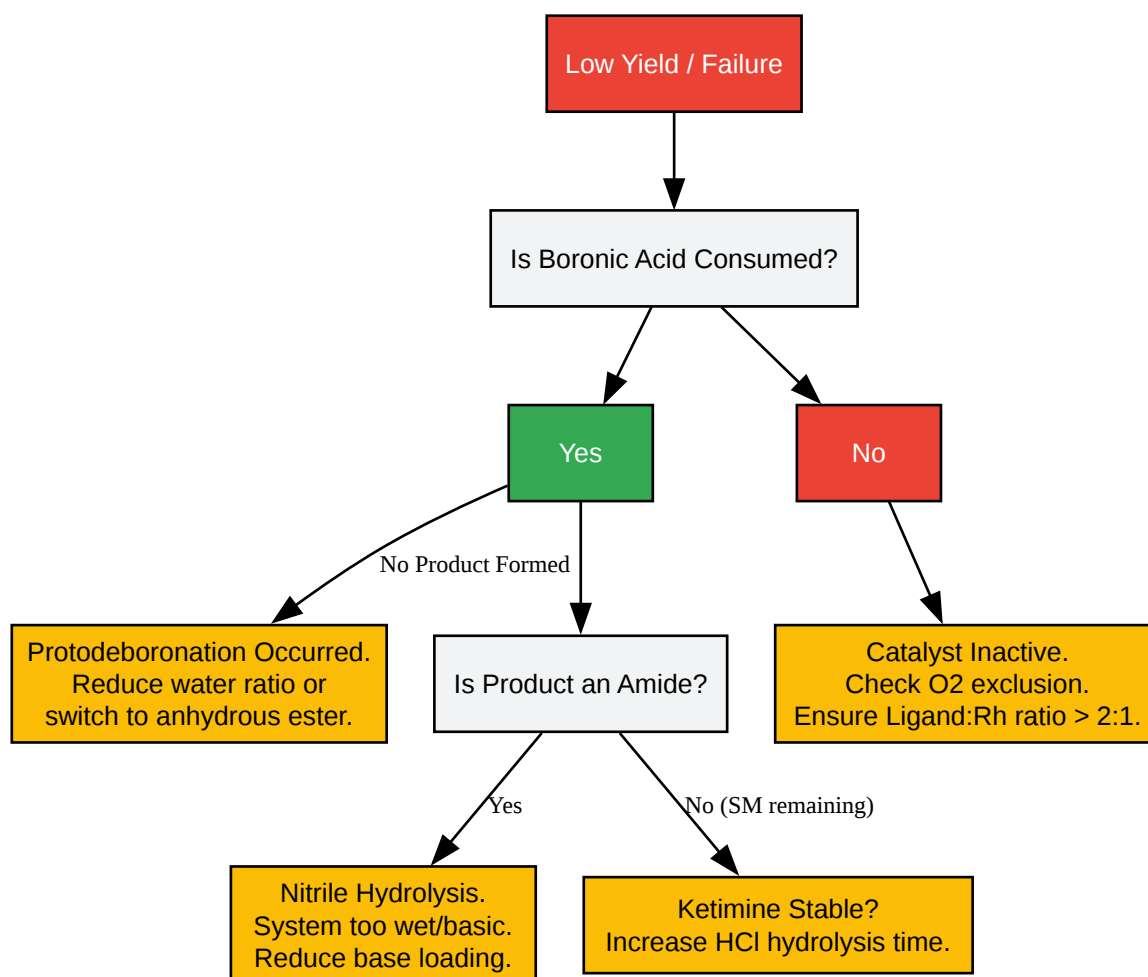 Low Yield / Failure
Is Boronic Acid Consumed?
Yes
No
No Product Formed
Protodeboronation Occurred.
Reduce water ratio or
switch to anhydrous ester.
Is Product an Amide?
Catalyst Inactive.
Check O2 exclusion.
Ensure Ligand:Rh ratio > 2:1.
Yes
No (SM remaining)
Nitrile Hydrolysis.
System too wet/basic.
Reduce base loading.
Ketimine Stable?
Increase HCl hydrolysis time.